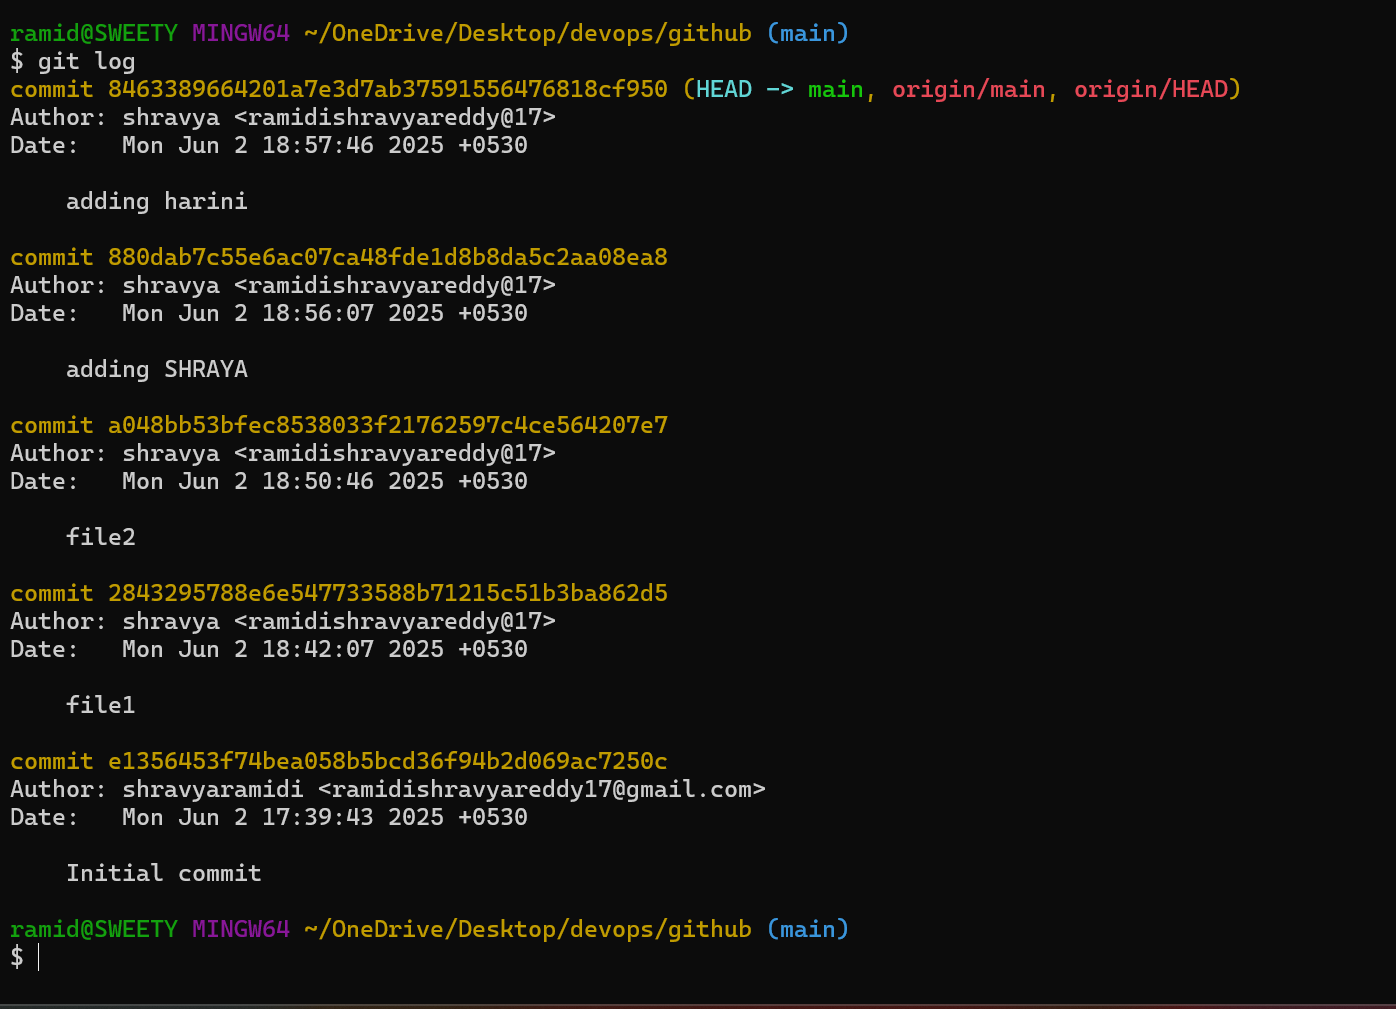 ramid@SWEETY MINGW64 ~/OneDrive/Desktop/devops/github (main)
$ git log
commit 8463389664201a7e3d7ab37591556476818cf950 (HEAD -> main, origin/main, origin/HEAD)
Author: shravya <ramidishravyareddy@17>
Date:   Mon Jun 2 18:57:46 2025 +0530
    adding harini
commit 880dab7c55e6ac07ca48fde1d8b8da5c2aa08ea8
Author: shravya <ramidishravyareddy@17>
Date:   Mon Jun 2 18:56:07 2025 +0530
    adding SHRAYA
commit a048bb53bfec8538033f21762597c4ce564207e7
Author: shravya <ramidishravyareddy@17>
Date:   Mon Jun 2 18:50:46 2025 +0530
    file2
commit 2843295788e6e547733588b71215c51b3ba862d5
Author: shravya <ramidishravyareddy@17>
Date:   Mon Jun 2 18:42:07 2025 +0530
    file1
commit e1356453f74bea058b5bcd36f94b2d069ac7250c
Author: shravyaramidi <ramidishravyareddy17@gmail.com>
Date:   Mon Jun 2 17:39:43 2025 +0530
    Initial commit
ramid@SWEETY MINGW64 ~/OneDrive/Desktop/devops/github (main)
$